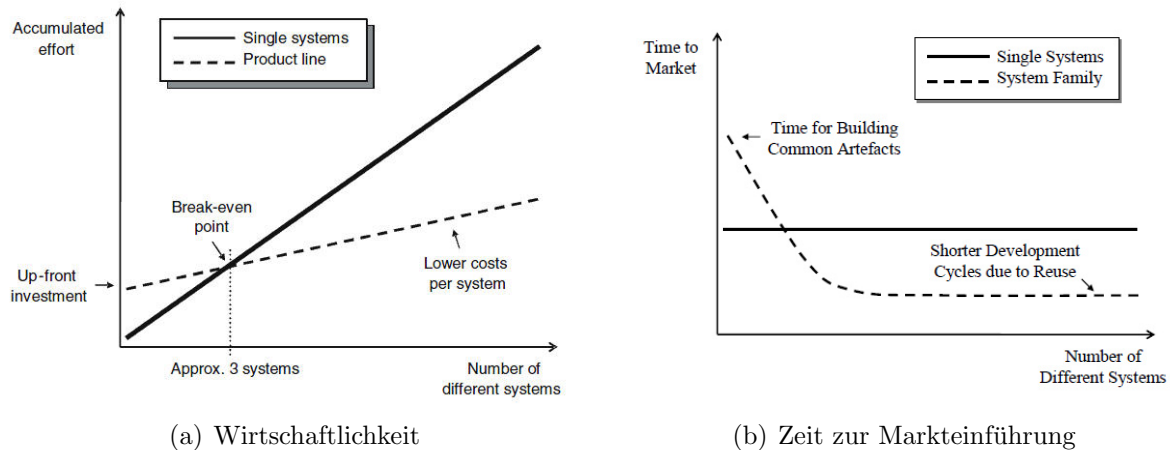 Accumulated
effort
Single systems
Product line
Break-even
point
Up-front
investment
Lower costs
per system
Approx. 3 systems
Number of
different systems
(a) Wirtschaftlichkeit
Time to
Market
Single Systems
System Family
Time for Building
Common Artefacts
Shorter Development
Cycles due to Reuse
Number of
Different Systems
(b) Zeit zur Markteinführung